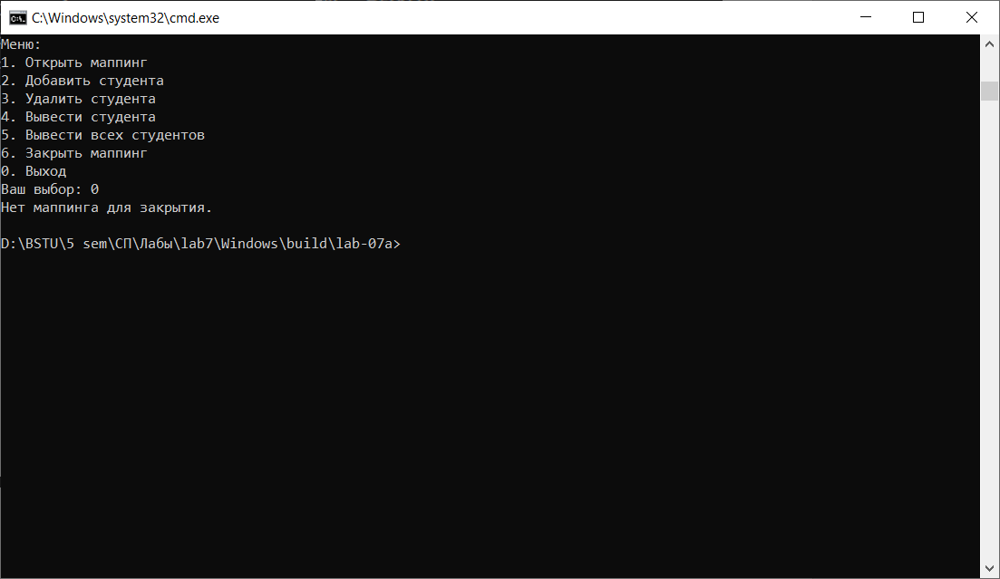 C:\Windows\system32\cmd.exe
Меню:
1. Открыть маппинг
2. Добавить студента
3. Удалить студента
4. Вывести студента
5. Вывести всех студентов
6. Закрыть маппинг
0. Выход
Ваш выбор: 0
Нет маппинга для закрытия.
D:\BSTU\5 sem\СП\Лабы\lab7\Windows\build\lab-07a>